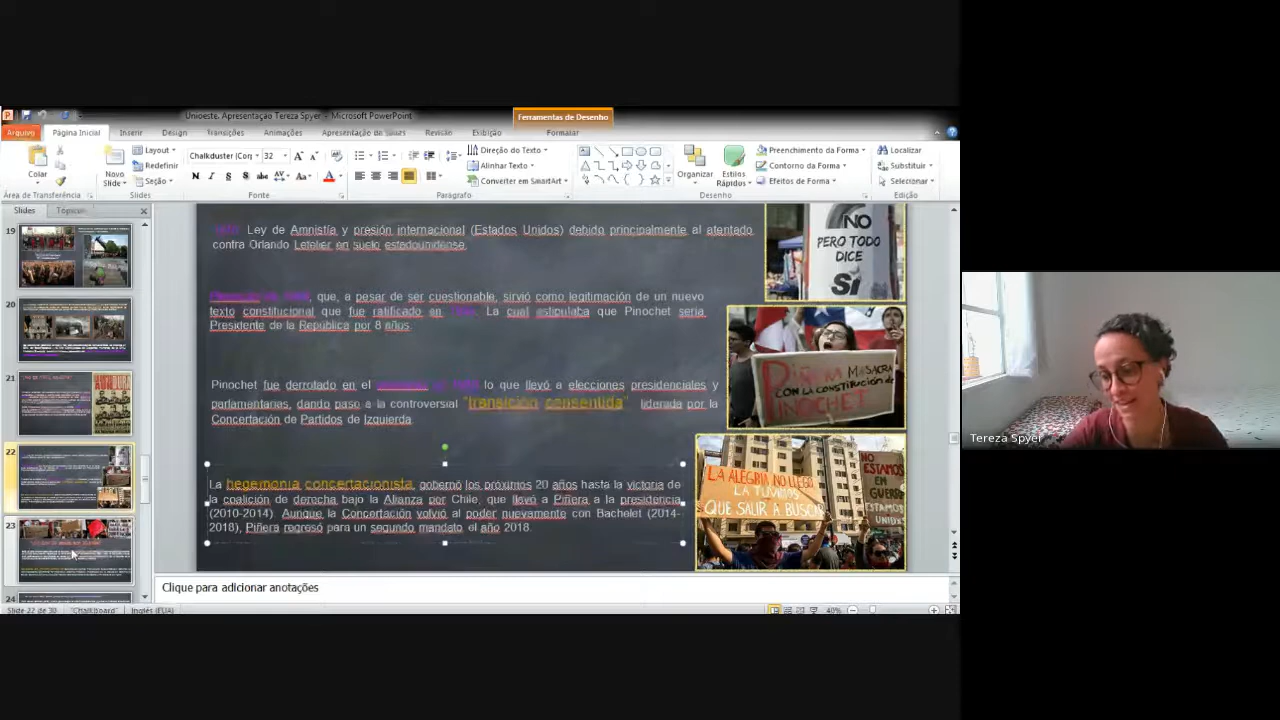 Unioeste. Apresentação Tereza Spyer - Microsoft PowerPoint
Ferramentas de Desenho
Arquivo
Página Inicial
Inserir
Design
Transições
Animações
Apresentação de Slides
Revisão
Exibição
Formatar
Colar
Área de Transferência
Novo Slide
Layout
Redefinir
Seção
Slides
Chalkduster (Corp
32
Fonte
Parágrafo
Direção do Texto
Alinhar Texto
Converter em SmartArt
Organizar
Estilos Rápidos
Preenchimento da Forma
Contorno da Forma
Efeitos de Forma
Desenho
Localizar
Substituir
Selecionar
Edição
Slides
Tópicos
19
20
21
22
23
24
Ley de Amnistía y presión internacional (Estados Unidos) debido principalmente al atentado
contra Orlando Letelier en suelo estadounidense.
que, a pesar de ser cuestionable, sirvió como legitimación de un nuevo
texto constitucional que fue ratificado en
La cual estipulaba que Pinochet sería
Presidente de la República por 8 años.
Pinochet fue derrotado en el
lo que llevó a elecciones presidenciales y
parlamentarias, dando paso a la controversial "transición consentida" liderada por la
Concertación de Partidos de Izquierda
La hegemonía concertacionista, gobernó los próximos 20 años hasta la victoria de
la coalición de derecha bajo la Alianza por Chile, que llevó a Piñera a la presidencia
(2010-2014). Aunque la Concertación volvió al poder nuevamente con Bachelet (2014-
2018), Piñera regresó para un segundo mandato el año 2018.
NO
PERO TODO
DICE
SI
PIÑERA MASACRA
CON LA CONSTITUCIÓN de
PINOCHET
LA ALEGRIA NO LLEGO
LA TUVIMOS
QUE SALIR A BUSCAR
NO
ESTAMOS
EN
GUERRA
ESTAMOS
UNIDOS
Clique para adicionar anotações
Slide 22 de 30
"Chalkboard"
Inglês (EUA)
40%
Tereza Spyer